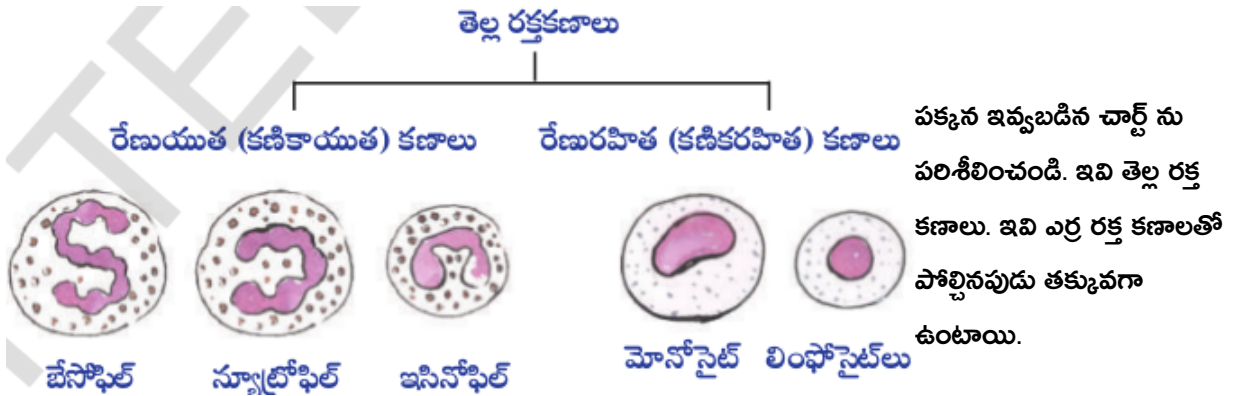 తెల్ల రక్తకణాలు
రేణుయుత (కణికాయుత) కణాలు
రేణురహిత (కణికరహిత) కణాలు
బేసోఫిల్
న్యూట్రోఫిల్
ఇసినోఫిల్
మోనోసైట్
లింఫోసైట్‌లు
పక్కన ఇవ్వబడిన చార్ట్ ను
పరిశీలించండి. ఇవి తెల్ల రక్త
కణాలు. ఇవి ఎర్ర రక్త కణాలతో
పోల్చినపుడు తక్కువగా
ఉంటాయి.